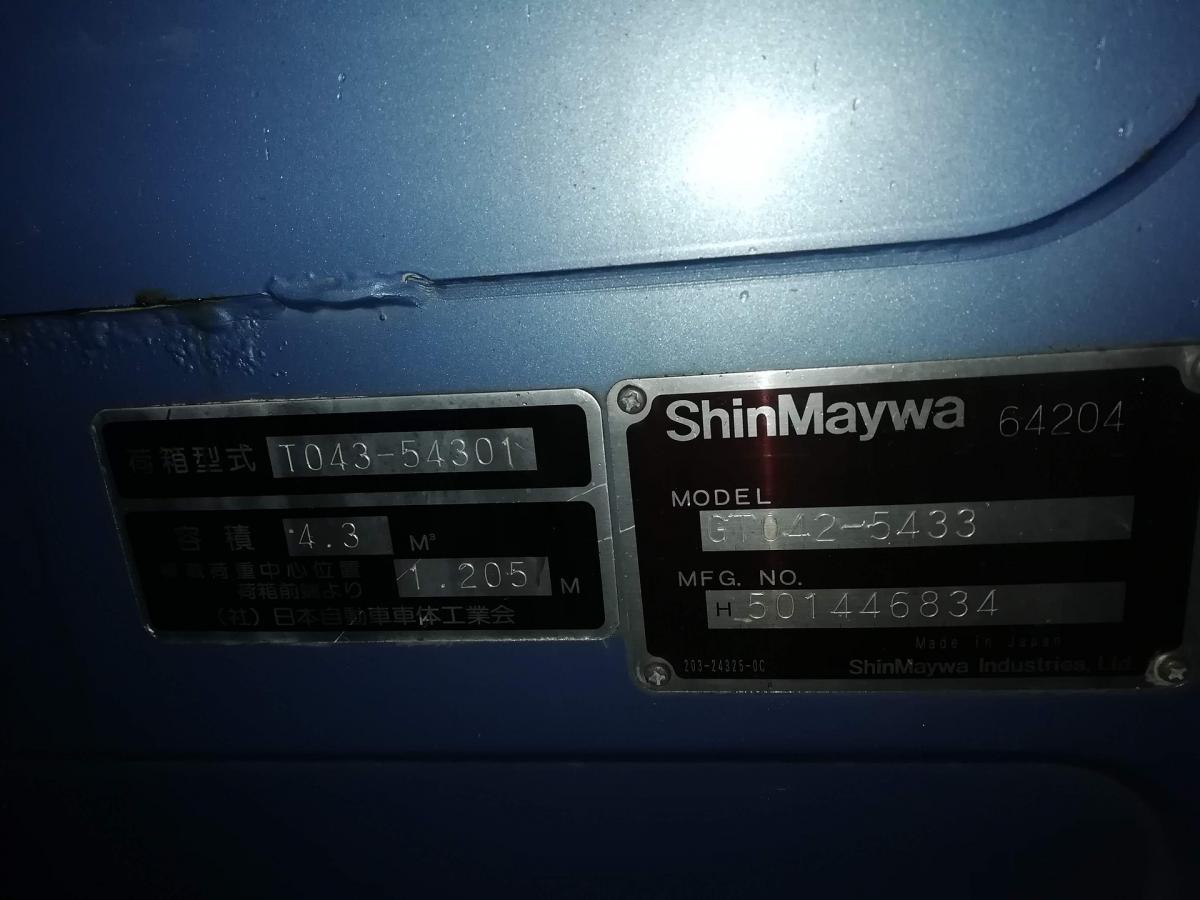 荷箱型式 T043-54301
容積 4.3 M³
荷重中心位置
荷箱前端より 1.205 M
(社)日本自動車車体工業会
ShinMaywa 64204
MODEL
GT042-5433
MFG. NO.
H 501446834
Made in Japan
203-24325-0C ShinMaywa Industries, Ltd.